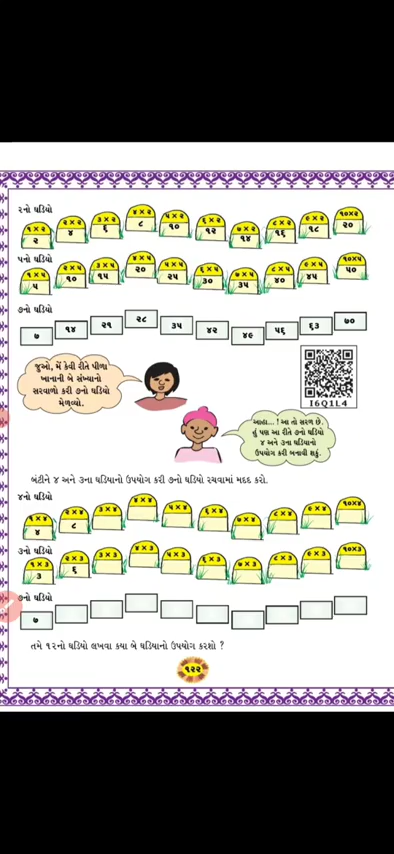 ૨નો ઘડિયો
૧×૨ ૨×૨ ૩×૨ ૪×૨ ૫×૨ ૬×૨ ૭×૨ ૮×૨ ૯×૨ ૧૦×૨
૨ ૪ ૬ ૮ ૧૦ ૧૨ ૧૪ ૧૬ ૧૮ ૨૦
૫નો ઘડિયો
૧×૫ ૨×૫ ૩×૫ ૪×૫ ૫×૫ ૬×૫ ૭×૫ ૮×૫ ૯×૫ ૧૦×૫
૫ ૧૦ ૧૫ ૨૦ ૨૫ ૩૦ ૩૫ ૪૦ ૪૫ ૫૦
૭નો ઘડિયો
૭ ૧૪ ૨૧ ૨૮ ૩૫ ૪૨ ૪૯ ૫૬ ૬૩ ૭૦
જુઓ, મેં કેવી રીતે પીળા
ખાનાની બે સંખ્યાનો
સરવાળો કરી ૭નો ઘડિયો
મેળવ્યો.
I6Q1L4
આહા... ! આ તો સરળ છે.
તું પણ આ રીતે ૭નો ઘડિયો
૪ અને ૩ના ઘડિયાનો
ઉપયોગ કરી બનાવી શકું.
બંટીને ૪ અને ૩ના ઘડિયાનો ઉપયોગ કરી ૭નો ઘડિયો રચવામાં મદદ કરો.
૪નો ઘડિયો
૧×૪ ૨×૪ ૩×૪ ૪×૪ ૫×૪ ૬×૪ ૭×૪ ૮×૪ ૯×૪ ૧૦×૪
૪ ૮
૩નો ઘડિયો
૧×૩ ૨×૩ ૩×૩ ૪×૩ ૫×૩ ૬×૩ ૭×૩ ૮×૩ ૯×૩ ૧૦×૩
૩ ૬
૭નો ઘડિયો
૭
તમે ૧૨નો ઘડિયો લખવા કયા બે ઘડિયાનો ઉપયોગ કરશો ?
૧૨૨